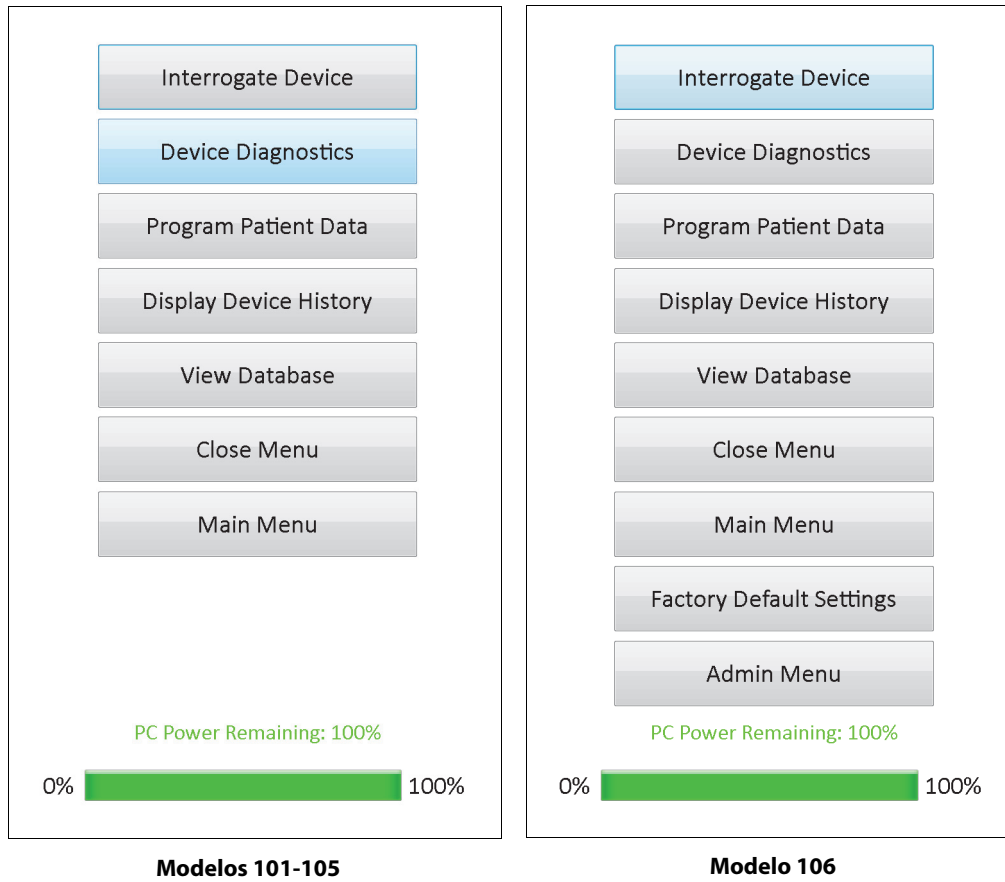 Interrogate Device
Device Diagnostics
Program Patient Data
Display Device History
View Database
Close Menu
Main Menu
PC Power Remaining: 100%
0% 100%
Modelos 101-105
Interrogate Device
Device Diagnostics
Program Patient Data
Display Device History
View Database
Close Menu
Main Menu
Factory Default Settings
Admin Menu
PC Power Remaining: 100%
0% 100%
Modelo 106